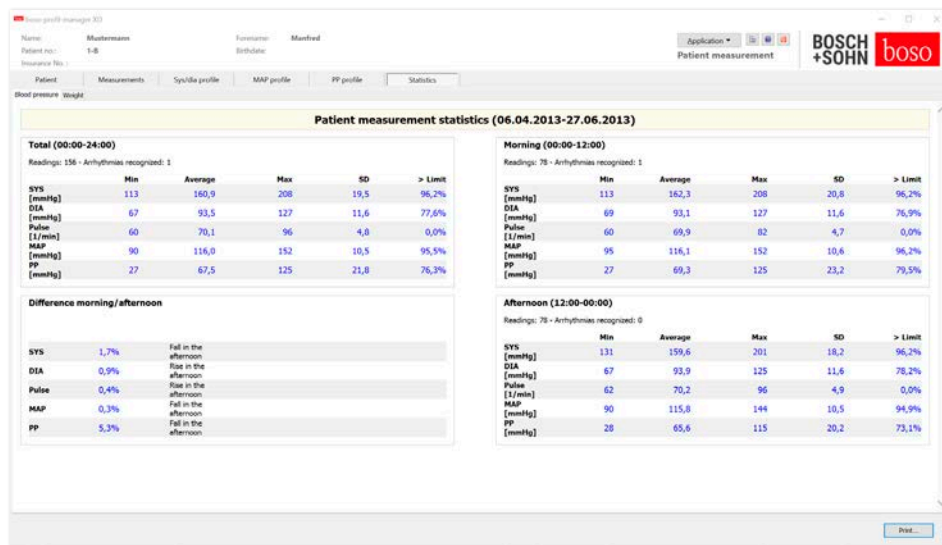 boso profil-manager XD
Name: Mustermann Forename: Manfred
Patient no.: 1-B Birthdate:
Insurance No. :
Application
Patient measurement
BOSCH
+SOHN
boso
Patient Measurements Sys/dia profile MAP profile PP profile Statistics
Blood pressure Weight
Patient measurement statistics (06.04.2013-27.06.2013)
Total (00:00-24:00)
Readings: 156 - Arrhythmias recognized: 1
Min Average Max SD > Limit
SYS
[mmHg] 113 160,9 208 19,5 96,2%
DIA
[mmHg] 67 93,5 127 11,6 77,6%
Pulse
[1/min] 60 70,1 96 4,8 0,0%
MAP
[mmHg] 90 116,0 152 10,5 95,5%
PP
[mmHg] 27 67,5 125 21,8 76,3%
Morning (00:00-12:00)
Readings: 78 - Arrhythmias recognized: 1
Min Average Max SD > Limit
SYS
[mmHg] 113 162,3 208 20,8 96,2%
DIA
[mmHg] 69 93,1 127 11,6 76,9%
Pulse
[1/min] 60 69,9 82 4,7 0,0%
MAP
[mmHg] 95 116,1 152 10,6 96,2%
PP
[mmHg] 27 69,3 125 23,2 79,5%
Difference morning/afternoon
SYS 1,7% Fall in the
afternoon
DIA 0,9% Rise in the
afternoon
Pulse 0,4% Rise in the
afternoon
MAP 0,3% Fall in the
afternoon
PP 5,3% Fall in the
afternoon
Afternoon (12:00-00:00)
Readings: 78 - Arrhythmias recognized: 0
Min Average Max SD > Limit
SYS
[mmHg] 131 159,6 201 18,2 96,2%
DIA
[mmHg] 67 93,9 125 11,6 78,2%
Pulse
[1/min] 62 70,2 96 4,9 0,0%
MAP
[mmHg] 90 115,8 144 10,5 94,9%
PP
[mmHg] 28 65,6 115 20,2 73,1%
Print...